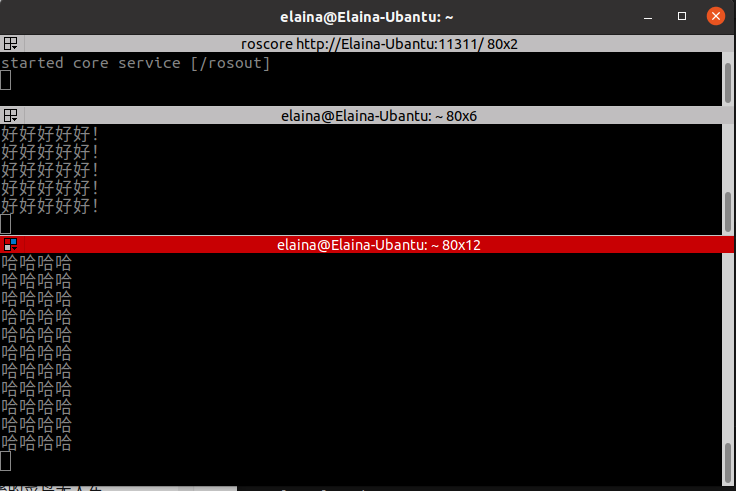 elaina@Elaina-Ubantu: ~
roscore http://Elaina-Ubantu:11311/ 80x2
started core service [/rosout]
elaina@Elaina-Ubantu: ~ 80x6
好好好好好！
好好好好好！
好好好好好！
好好好好好！
好好好好好！
elaina@Elaina-Ubantu: ~ 80x12
哈哈哈哈
哈哈哈哈
哈哈哈哈
哈哈哈哈
哈哈哈哈
哈哈哈哈
哈哈哈哈
哈哈哈哈
哈哈哈哈
哈哈哈哈
哈哈哈哈